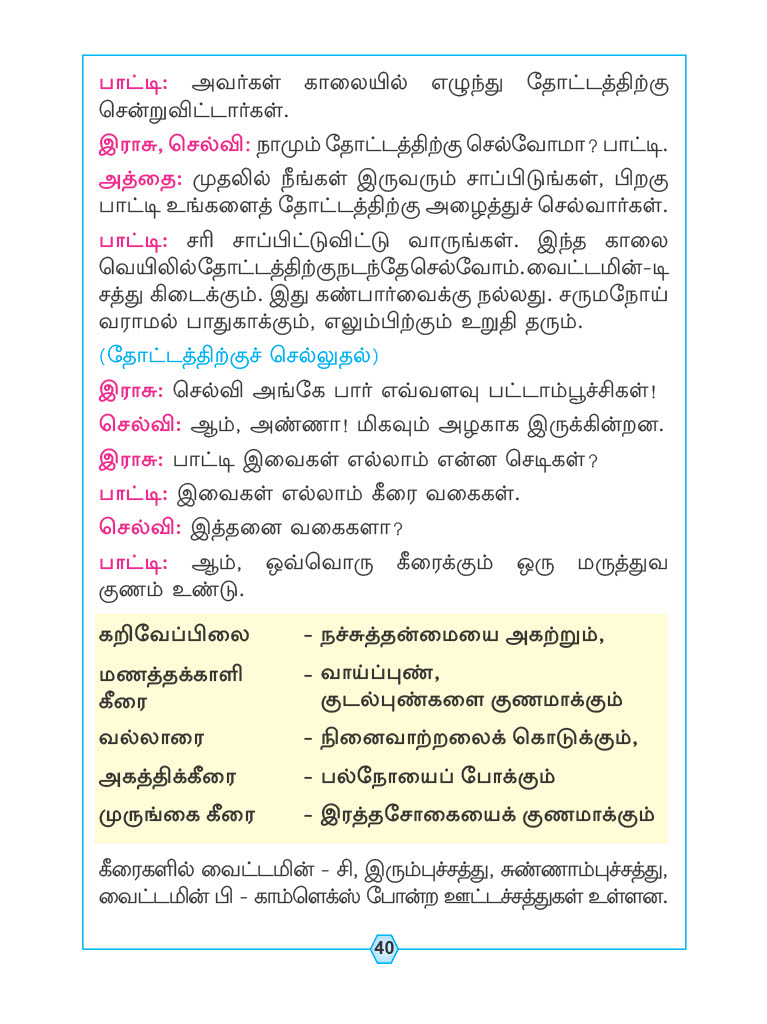 பாட்டி: அவர்கள் காலையில் எழுந்து தோட்டத்திற்கு
சென்றுவிட்டார்கள்.
இராசு, செல்வி: நாமும் தோட்டத்திற்கு செல்வோமா? பாட்டி.
அத்தை: முதலில் நீங்கள் இருவரும் சாப்பிடுங்கள், பிறகு
பாட்டி உங்களைத் தோட்டத்திற்கு அழைத்துச் செல்வார்கள்.
பாட்டி: சரி சாப்பிட்டுவிட்டு வாருங்கள். இந்த காலை
வெயிலில்தோட்டத்திற்குநடந்தேசெல்வோம்.வைட்டமின்-டி
சத்து கிடைக்கும். இது கண்பார்வைக்கு நல்லது. சருமநோய்
வராமல் பாதுகாக்கும், எலும்பிற்கும் உறுதி தரும்.
(தோட்டத்திற்குச் செல்லுதல்)
இராசு: செல்வி அங்கே பார் எவ்வளவு பட்டாம்பூச்சிகள்!
செல்வி: ஆம், அண்ணா! மிகவும் அழகாக இருக்கின்றன.
இராசு: பாட்டி இவைகள் எல்லாம் என்ன செடிகள்?
பாட்டி: இவைகள் எல்லாம் கீரை வகைகள்.
செல்வி: இத்தனை வகைகளா?
பாட்டி: ஆம், ஒவ்வொரு கீரைக்கும் ஒரு மருத்துவ
குணம் உண்டு.
கறிவேப்பிலை – நச்சுத்தன்மையை அகற்றும்,
மணத்தக்காளி – வாய்ப்புண்,
கீரை குடல்புண்களை குணமாக்கும்
வல்லாரை – நினைவாற்றலைக் கொடுக்கும்,
அகத்திக்கீரை – பல்நோயைப் போக்கும்
முருங்கை கீரை – இரத்தசோகையைக் குணமாக்கும்
கீரைகளில் வைட்டமின் – சி, இரும்புச்சத்து, சுண்ணாம்புச்சத்து,
வைட்டமின் பி – காம்ளெக்ஸ் போன்ற ஊட்டச்சத்துகள் உள்ளன.
40